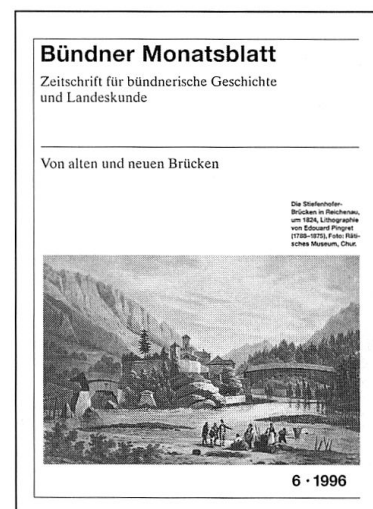 Bündner Monatsblatt
Zeitschrift für bündnerische Geschichte
und Landeskunde
Von alten und neuen Brücken
Die Stiefenhofer-
Brücken in Reichenau,
um 1824, Lithographie
von Edouard Pingret
(1788–1875), Foto: Räti-
sches Museum, Chur.
6 · 1996